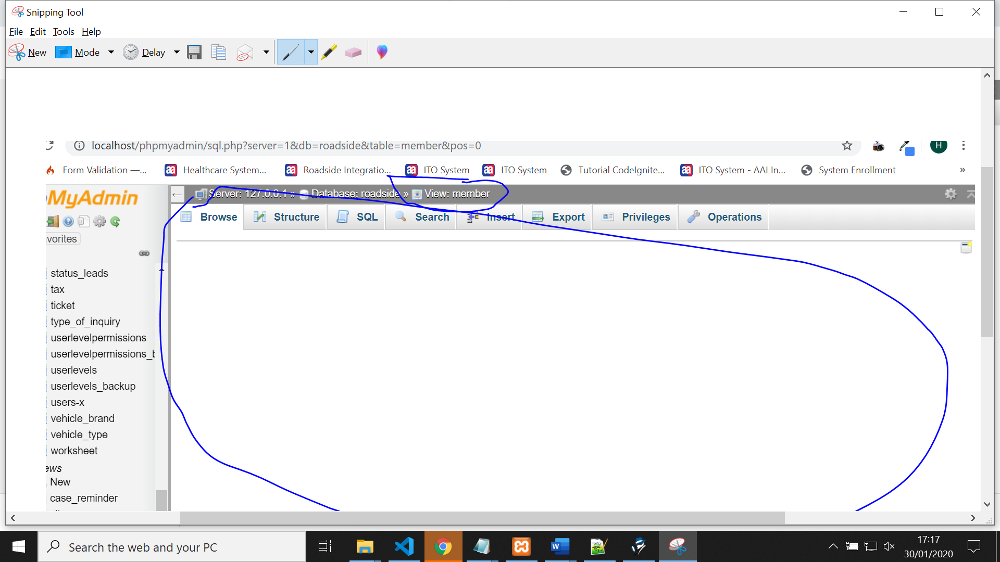 Snipping Tool
File Edit Tools Help
New Mode Delay
localhost/phpmyadmin/sql.php?server=1&db=roadside&table=member&pos=0
H
Form Validation —... Healthcare System... Roadside Integratio... ITO System ITO System Tutorial CodeIgnite... ITO System - AAI In... System Enrollment »
MyAdmin
← Server: 127.0.0.1 » Database: roadside » View: member
Browse Structure SQL Search Insert Export Privileges Operations
avorites
status_leads
tax
ticket
type_of_inquiry
userlevelpermissions
userlevelpermissions_b
userlevels
userlevels_backup
users-x
vehicle_brand
vehicle_type
worksheet
ews
New
case_reminder
Search the web and your PC
17:17
30/01/2020